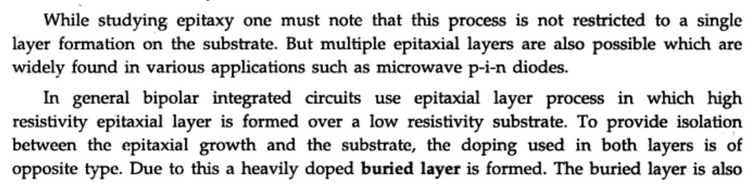 While studying epitaxy one must note that this process is not restricted to a single
layer formation on the substrate. But multiple epitaxial layers are also possible which are
widely found in various applications such as microwave p-i-n diodes.
In general bipolar integrated circuits use epitaxial layer process in which high
resistivity epitaxial layer is formed over a low resistivity substrate. To provide isolation
between the epitaxial growth and the substrate, the doping used in both layers is of
opposite type. Due to this a heavily doped buried layer is formed. The buried layer is also